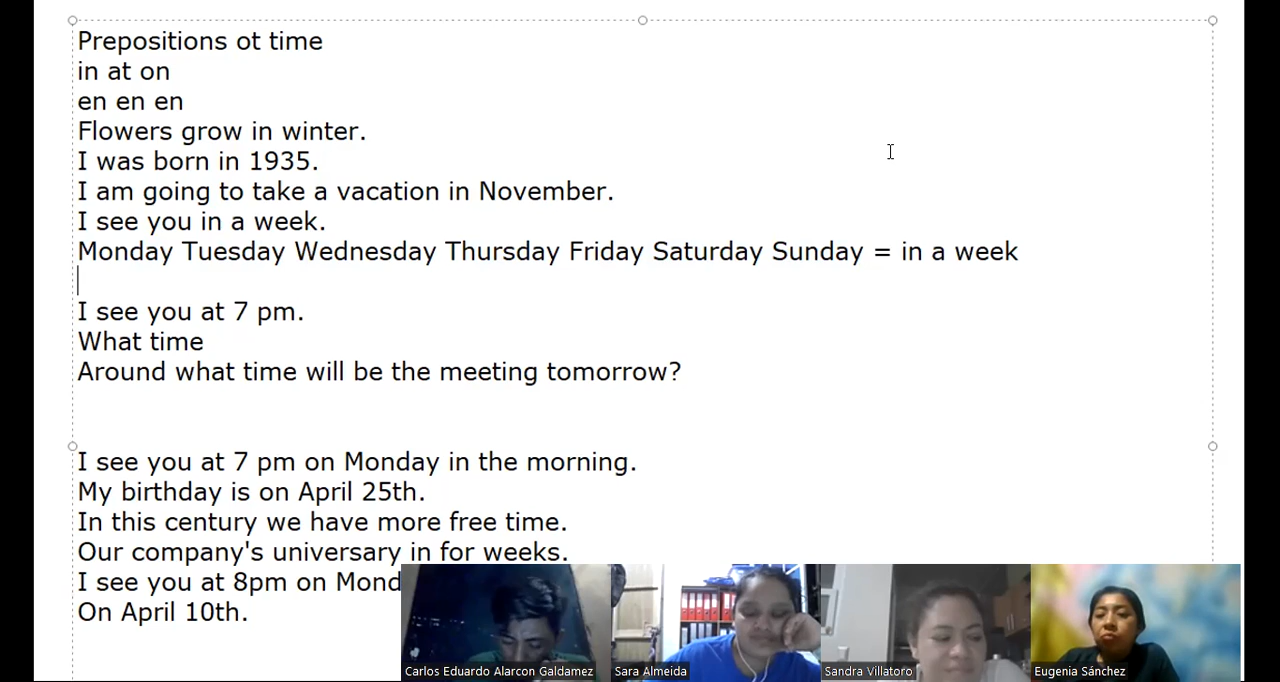 Prepositions ot time
in at on
en en en
Flowers grow in winter.
I was born in 1935.
I am going to take a vacation in November.
I see you in a week.
Monday Tuesday Wednesday Thursday Friday Saturday Sunday = in a week
I see you at 7 pm.
What time
Around what time will be the meeting tomorrow?
I see you at 7 pm on Monday in the morning.
My birthday is on April 25th.
In this century we have more free time.
Our company's universary in for weeks.
I see you at 8pm on Mond
On April 10th.
Carlos Eduardo Alarcon Galdamez
Sara Almeida
Sandra Villatoro
Eugenia Sánchez